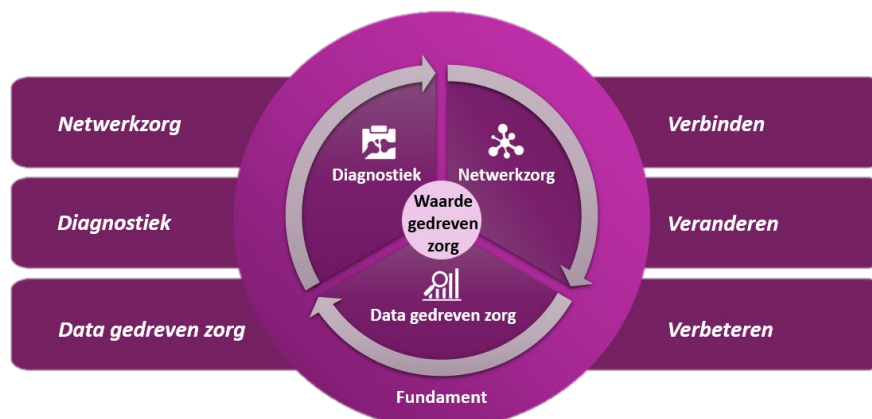 Netwerkzorg
Diagnostiek
Data gedreven zorg
Diagnostiek
Netwerkzorg
Waarde
gedreven
zorg
Data gedreven zorg
Fundament
Verbinden
Veranderen
Verbeteren